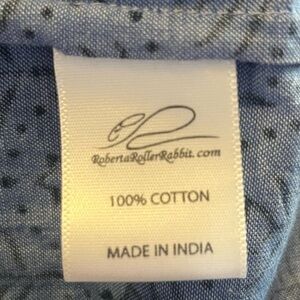 RobertaRollerRabbit.com
100% COTTON
MADE IN INDIA